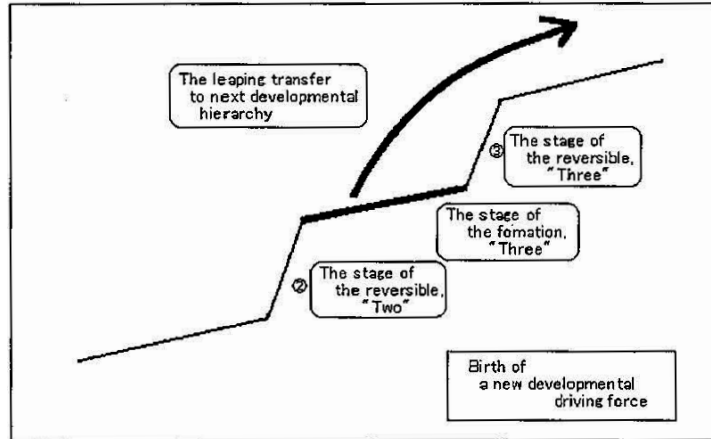 The leaping transfer
to next developmental
hierarchy
③
The stage of
the reversible,
"Three"
The stage of
the fomation,
"Three"
②
The stage of
the reversible,
"Two"
Birth of
a new developmental
driving force